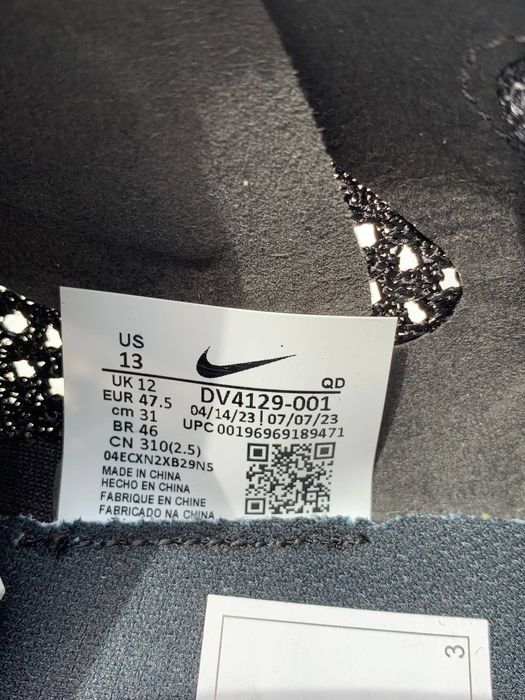 US
13
QD
UK 12
DV4129-001
EUR 47.5
04/14/23 | 07/07/23
cm 31
UPC 00196969189471
BR 46
CN 310(2.5)
04ECXN2XB29N5
MADE IN CHINA
HECHO EN CHINA
FABRIQUE EN CHINE
FABRICADO NA CHINA
3